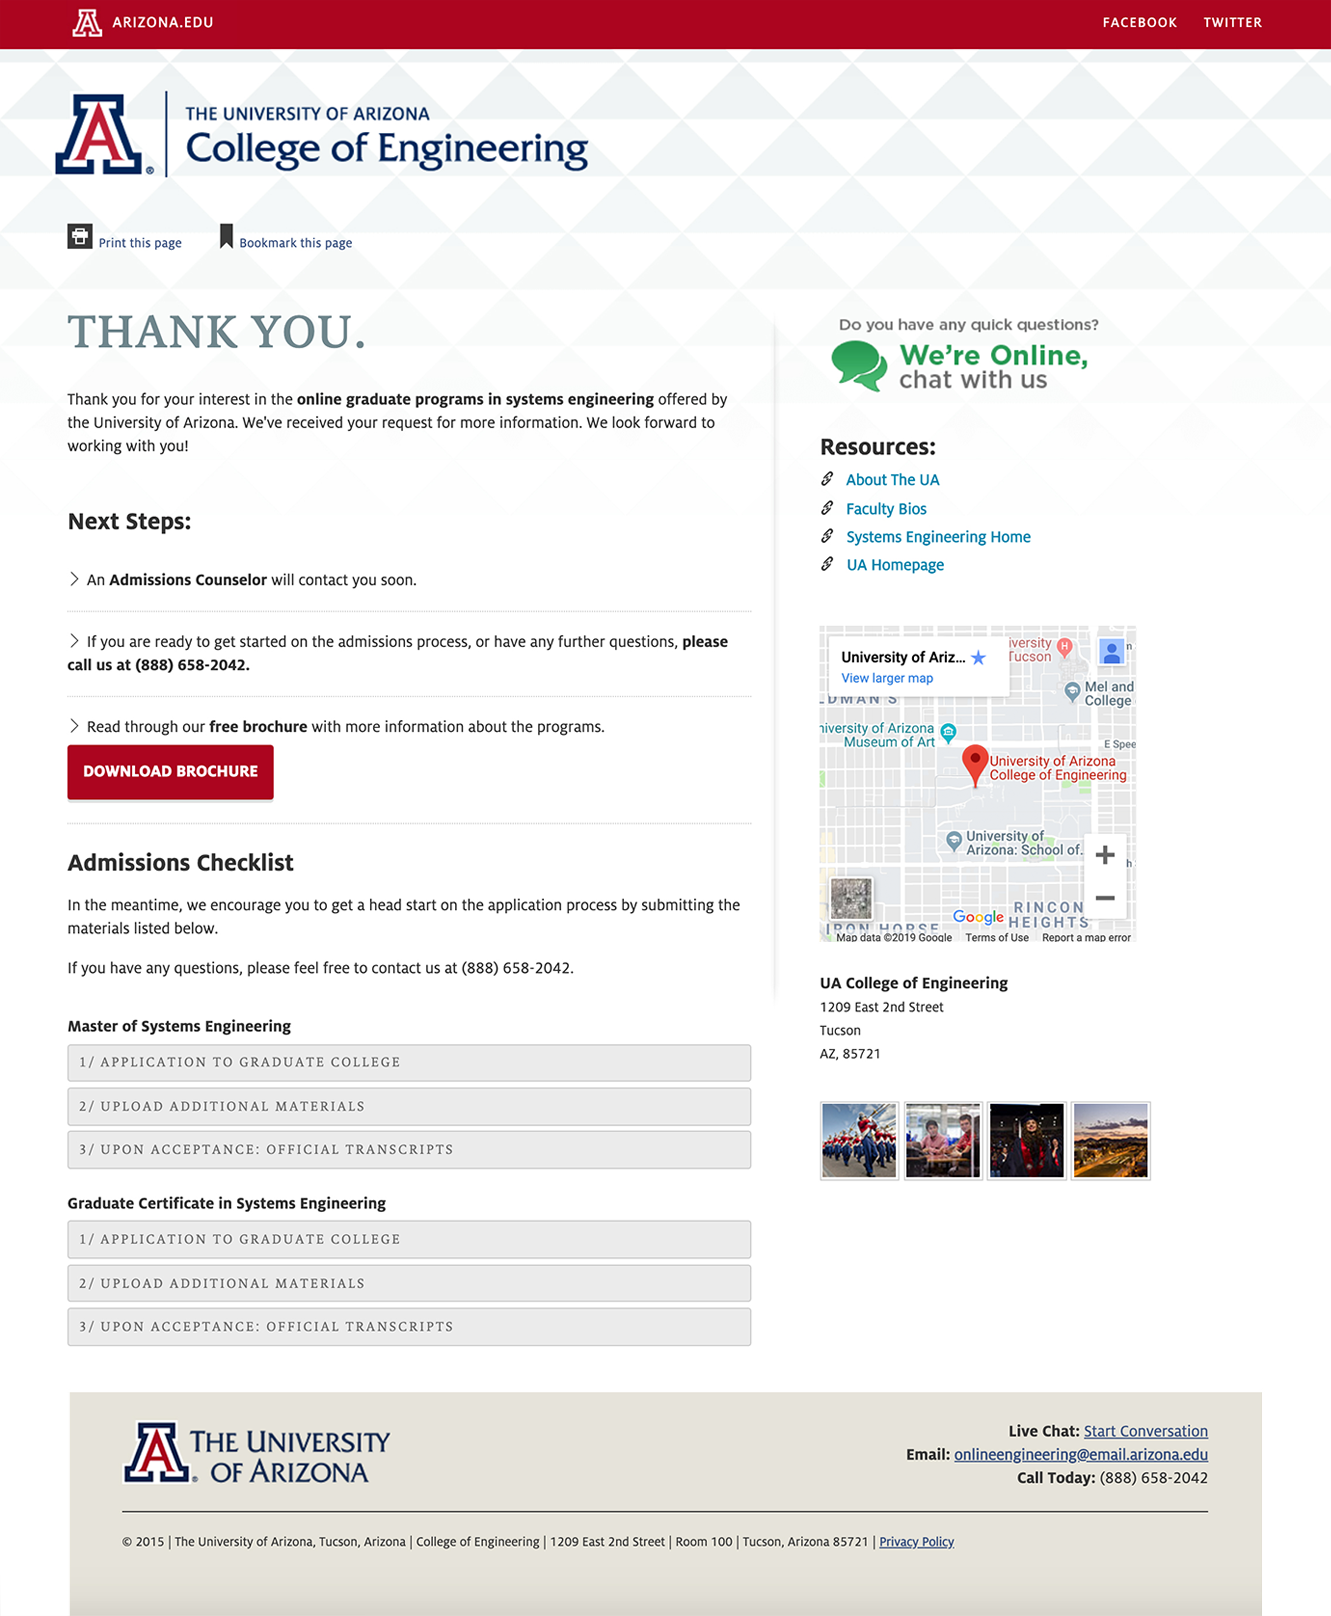 ARIZONA.EDU
FACEBOOK
TWITTER
THE UNIVERSITY OF ARIZONA
College of Engineering
Print this page
Bookmark this page
THANK YOU.
Thank you for your interest in the online graduate programs in systems engineering offered by
the University of Arizona. We've received your request for more information. We look forward to
working with you!
Next Steps:
An Admissions Counselor will contact you soon.
If you are ready to get started on the admissions process, or have any further questions, please
call us at (888) 658-2042.
Read through our free brochure with more information about the programs.
DOWNLOAD BROCHURE
Admissions Checklist
In the meantime, we encourage you to get a head start on the application process by submitting the
materials listed below.
If you have any questions, please feel free to contact us at (888) 658-2042.
Master of Systems Engineering
1/ APPLICATION TO GRADUATE COLLEGE
2/ UPLOAD ADDITIONAL MATERIALS
3/ UPON ACCEPTANCE: OFFICIAL TRANSCRIPTS
Graduate Certificate in Systems Engineering
1/ APPLICATION TO GRADUATE COLLEGE
2/ UPLOAD ADDITIONAL MATERIALS
3/ UPON ACCEPTANCE: OFFICIAL TRANSCRIPTS
Do you have any quick questions?
We're Online,
chat with us
Resources:
About The UA
Faculty Bios
Systems Engineering Home
UA Homepage
University of Ariz...
View larger map
iversity
Tucson
H
Mel and
College
LDMAN'S
niversity of Arizona
Museum of Art
E Spee
University of Arizona
College of Engineering
University of
Arizona: School of...
RINCON
HEIGHTS
IRON HORSE
Google
Map data ©2019 Google
Terms of Use
Report a map error
UA College of Engineering
1209 East 2nd Street
Tucson
AZ, 85721
THE UNIVERSITY
OF ARIZONA
Live Chat: Start Conversation
Email: onlineengineering@email.arizona.edu
Call Today: (888) 658-2042
© 2015 | The University of Arizona, Tucson, Arizona | College of Engineering | 1209 East 2nd Street | Room 100 | Tucson, Arizona 85721 | Privacy Policy